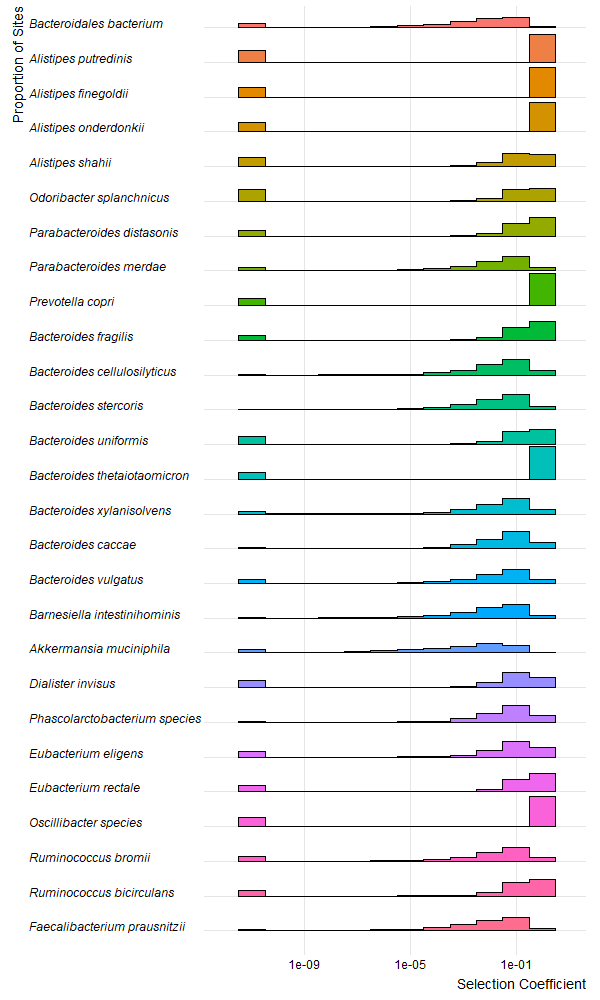 Proportion of Sites
Bacteroidales bacterium
Alistipes putredinis
Alistipes finegoldii
Alistipes onderdonkii
Alistipes shahii
Odoribacter splanchnicus
Parabacteroides distasonis
Parabacteroides merdae
Prevotella copri
Bacteroides fragilis
Bacteroides cellulosilyticus
Bacteroides stercoris
Bacteroides uniformis
Bacteroides thetaiotaomicron
Bacteroides xylanisolvens
Bacteroides caccae
Bacteroides vulgatus
Barnesiella intestinihominis
Akkermansia muciniphila
Dialister invisus
Phascolarctobacterium species
Eubacterium eligens
Eubacterium rectale
Oscillibacter species
Ruminococcus bromii
Ruminococcus bicirculans
Faecalibacterium prausnitzii
1e-09 1e-05 1e-01
Selection Coefficient